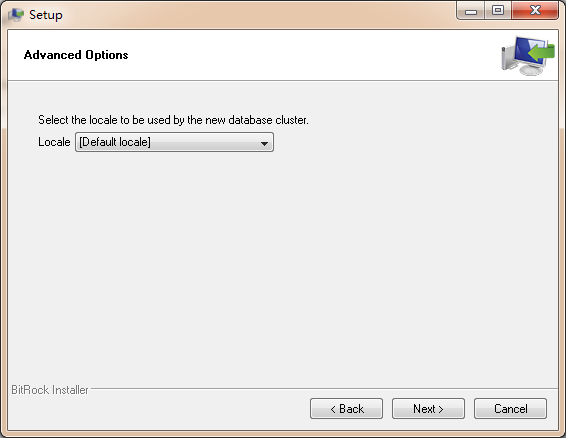 Setup
Advanced Options
Select the locale to be used by the new database cluster.
Locale [Default locale]
BitRock Installer
< Back Next > Cancel